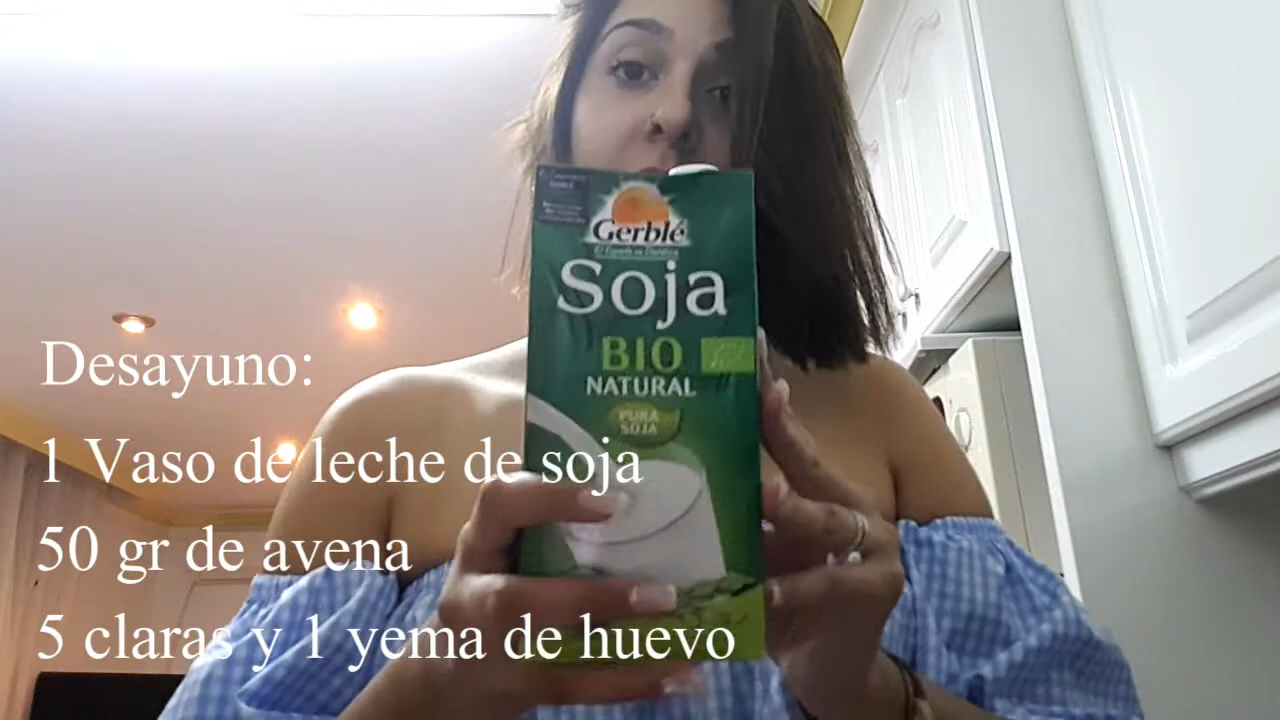 Gerblé
Soja
BIO
NATURAL
PURA
SOJA
Desayuno:
1 Vaso de leche de soja
50 gr de avena
5 claras y 1 yema de huevo